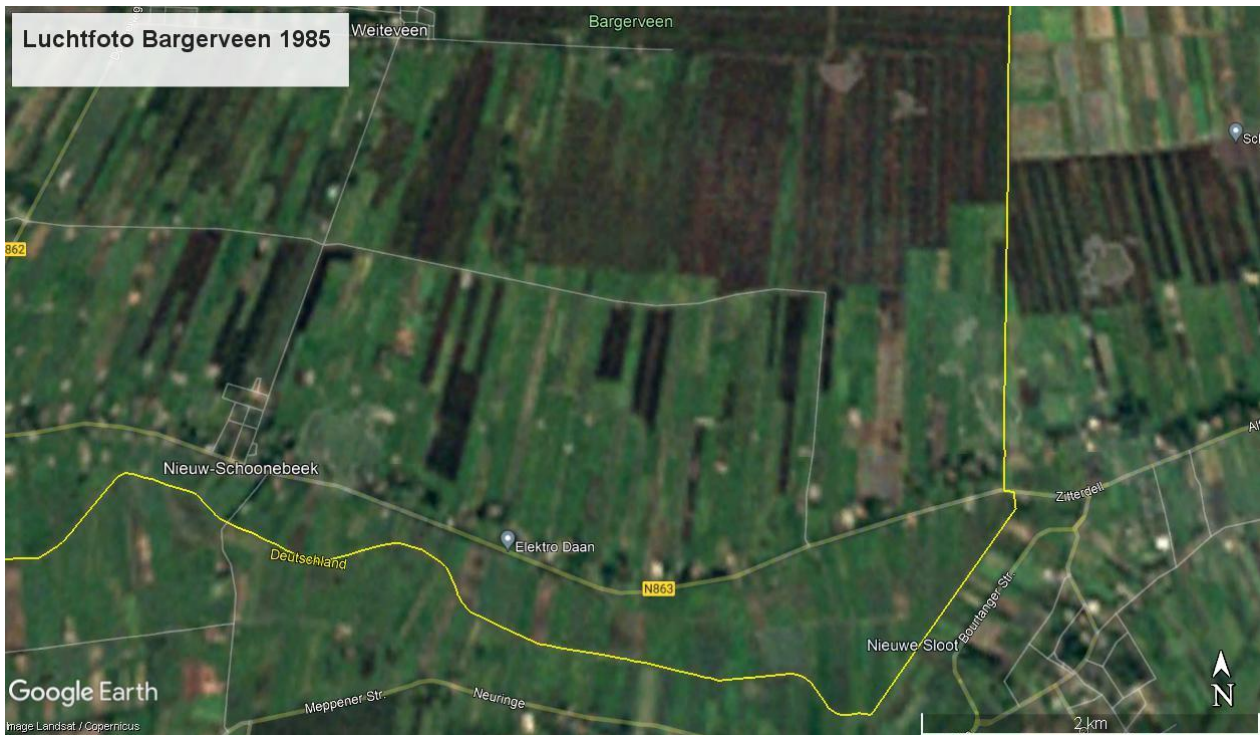 Luchtfoto Bargerveen 1985
Weiteveen
Bargerveen
862
Nieuw-Schoonebeek
Zitterdell
Elektro Daan
Deutschland
N863
Bourtanger Str.
Nieuwe Sloot
Neuringe
Meppener Str.
Google Earth
N
2 km
Image Landsat / Copernicus